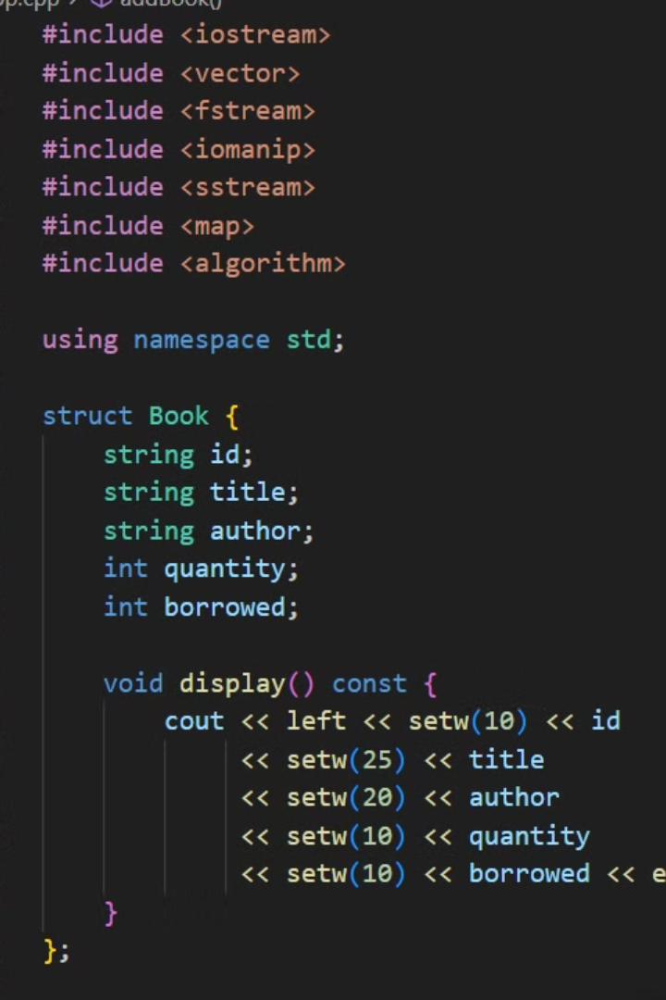 addBook()
#include <iostream>
#include <vector>
#include <fstream>
#include <iomanip>
#include <sstream>
#include <map>
#include <algorithm>
using namespace std;
struct Book {
    string id;
    string title;
    string author;
    int quantity;
    int borrowed;
    void display() const {
        cout << left << setw(10) << id
             << setw(25) << title
             << setw(20) << author
             << setw(10) << quantity
             << setw(10) << borrowed << e
    }
};